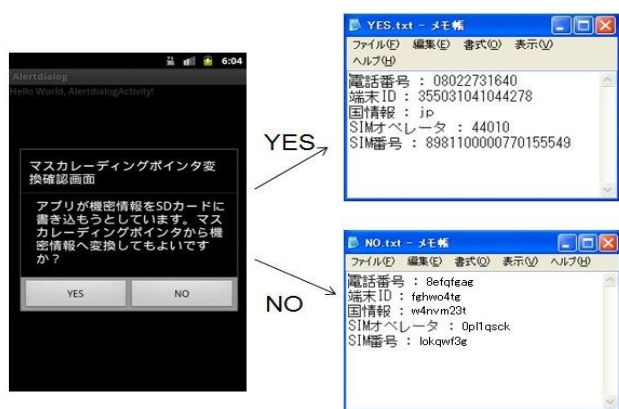 6:04
Alertdialog
Hello World, AlertdialogActivity!
マスカレーディングポインタ変
換確認画面
アプリが機密情報をSDカードに
書き込もうとしています。マス
カレーディングポインタから機
密情報へ変換してもよいです
か？
YES
NO
YES
NO
YES.txt - メモ帳
ファイル(F) 編集(E) 書式(O) 表示(V)
ヘルプ(H)
電話番号 : 08022731640
端末ID : 355031041044278
国情報 : jp
SIMオペレータ : 44010
SIM番号 : 8981100000770155549
NO.txt - メモ帳
ファイル(F) 編集(E) 書式(O) 表示(V) ヘルプ(H)
電話番号 : 8efqfgag
端末ID : fghwo4tg
国情報 : w4nvm23t
SIMオペレータ : 0pl1qsck
SIM番号 : lokqwf3g